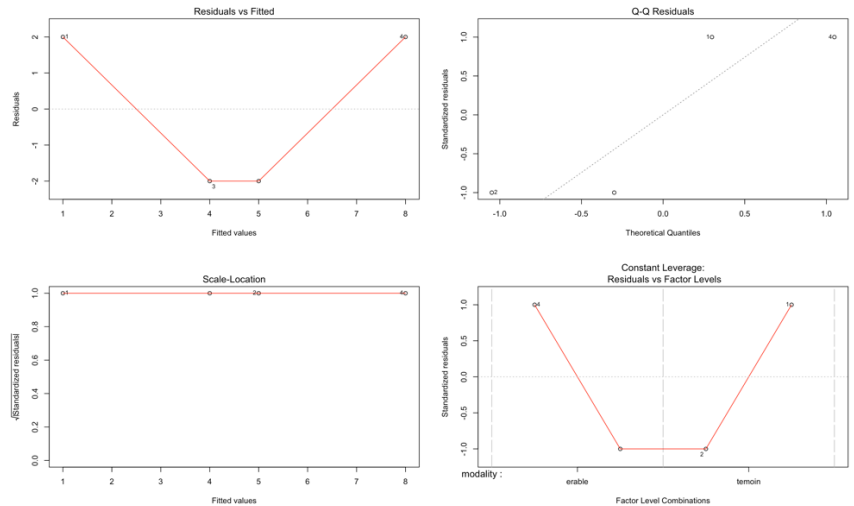 Residuals vs Fitted
Residuals
2
1
0
-1
-2
1
4
3
1 2 3 4 5 6 7 8
Fitted values
Q-Q Residuals
Standardized residuals
1.0
0.5
0.0
-0.5
-1.0
1
4
2
-1.0 -0.5 0.0 0.5 1.0
Theoretical Quantiles
Scale-Location
√|Standardized residuals|
1.0
0.8
0.6
0.4
0.2
0.0
1
2
4
1 2 3 4 5 6 7 8
Fitted values
Constant Leverage:
Residuals vs Factor Levels
Standardized residuals
1.0
0.5
0.0
-0.5
-1.0
4
1
2
modality :
erable temoin
Factor Level Combinations